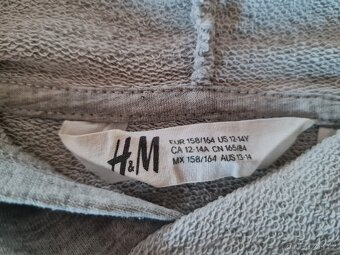 H&M
EUR 158/164 US 12-14Y
CA 12-14A CN 165/84
MX 158/164 AUS 13-14